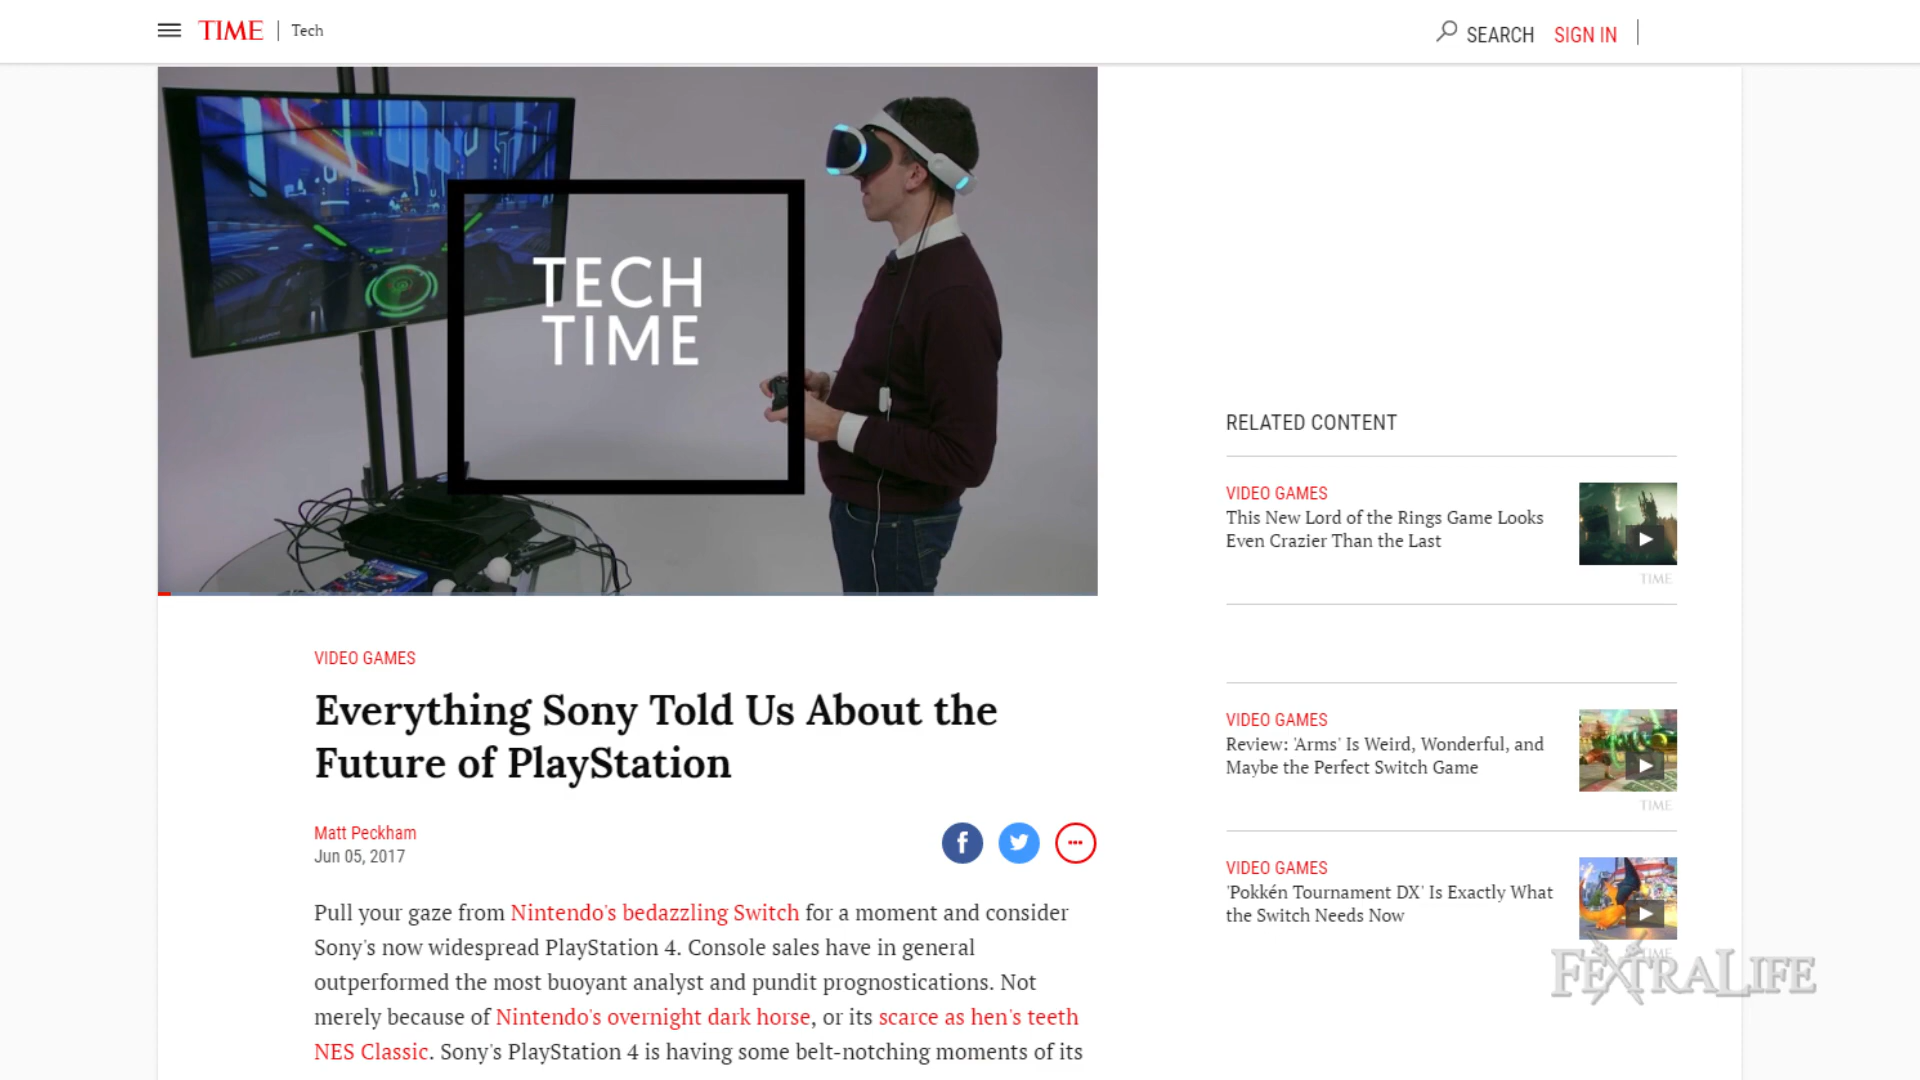 TIME | Tech
SEARCH SIGN IN
TECH
TIME
VIDEO GAMES
Everything Sony Told Us About the
Future of PlayStation
Matt Peckham
Jun 05, 2017
Pull your gaze from Nintendo's bedazzling Switch for a moment and consider
Sony's now widespread PlayStation 4. Console sales have in general
outperformed the most buoyant analyst and pundit prognostications. Not
merely because of Nintendo's overnight dark horse, or its scarce as hen's teeth
NES Classic. Sony's PlayStation 4 is having some belt-notching moments of its
RELATED CONTENT
VIDEO GAMES
This New Lord of the Rings Game Looks
Even Crazier Than the Last
TIME
VIDEO GAMES
Review: 'Arms' Is Weird, Wonderful, and
Maybe the Perfect Switch Game
TIME
VIDEO GAMES
'Pokkén Tournament DX' Is Exactly What
the Switch Needs Now
TIME
FEXTRALIFE